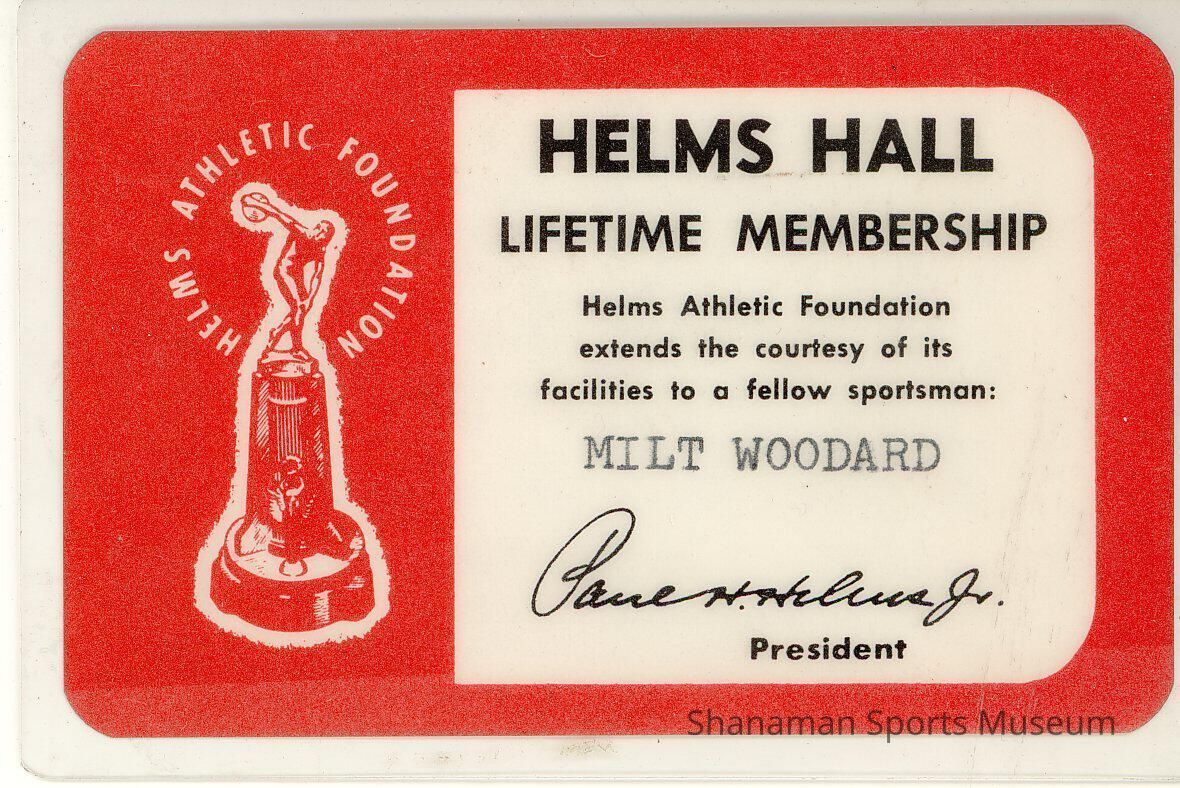 HELMS ATHLETIC FOUNDATION
HELMS HALL
LIFETIME MEMBERSHIP
Helms Athletic Foundation
extends the courtesy of its
facilities to a fellow sportsman:
MILT WOODARD
Paul H. Helms Jr.
President
Shanaman Sports Museum